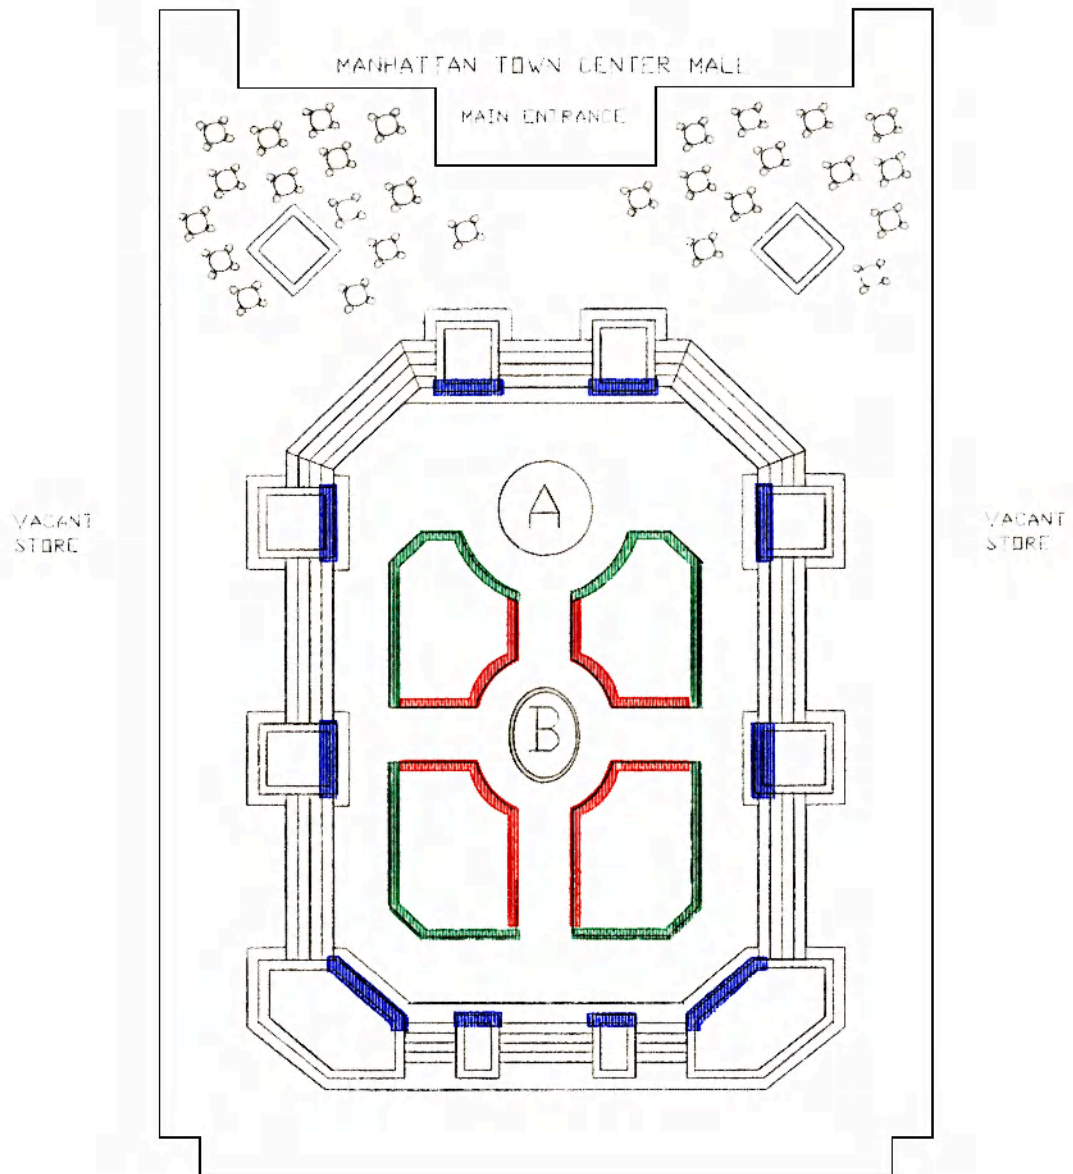 MANHATTAN TOWN CENTER MALL
MAIN ENTRANCE
A
VACANT
STORE
VACANT
STORE
B